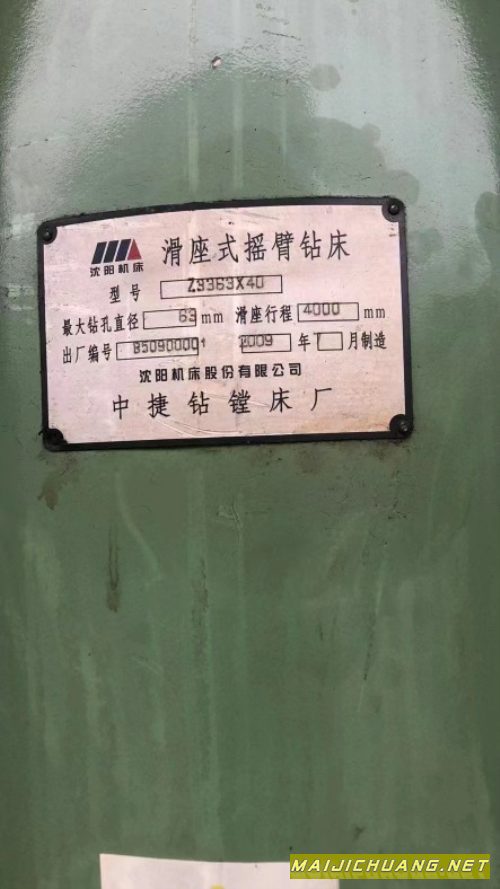 沈阳机床
滑座式摇臂钻床
型号 Z3363X40
最大钻孔直径 63 mm 滑座行程 4000 mm
出厂编号 B5090001 2009 年 7 月制造
沈阳机床股份有限公司
中捷钻镗床厂
MAIJICHUANG.NET